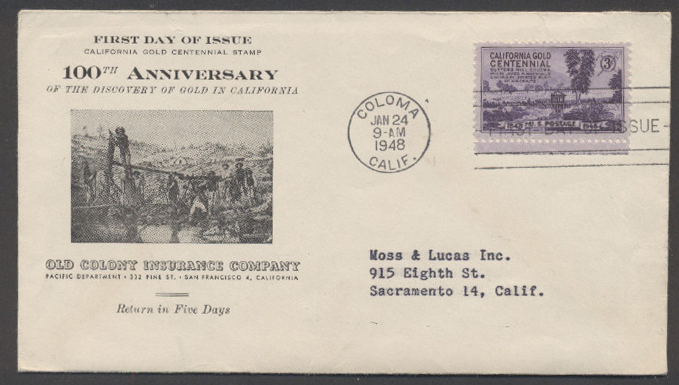 FIRST DAY OF ISSUE
CALIFORNIA GOLD CENTENNIAL STAMP
100TH ANNIVERSARY
OF THE DISCOVERY OF GOLD IN CALIFORNIA
OLD COLONY INSURANCE COMPANY
PACIFIC DEPARTMENT · 332 PINE ST. · SAN FRANCISCO 4, CALIFORNIA
Return in Five Days
COLOMA
JAN 24
9-AM
1948
CALIF.
CALIFORNIA GOLD
CENTENNIAL
3¢
U.S. POSTAGE
ISSUE
Moss & Lucas Inc.
915 Eighth St.
Sacramento 14, Calif.